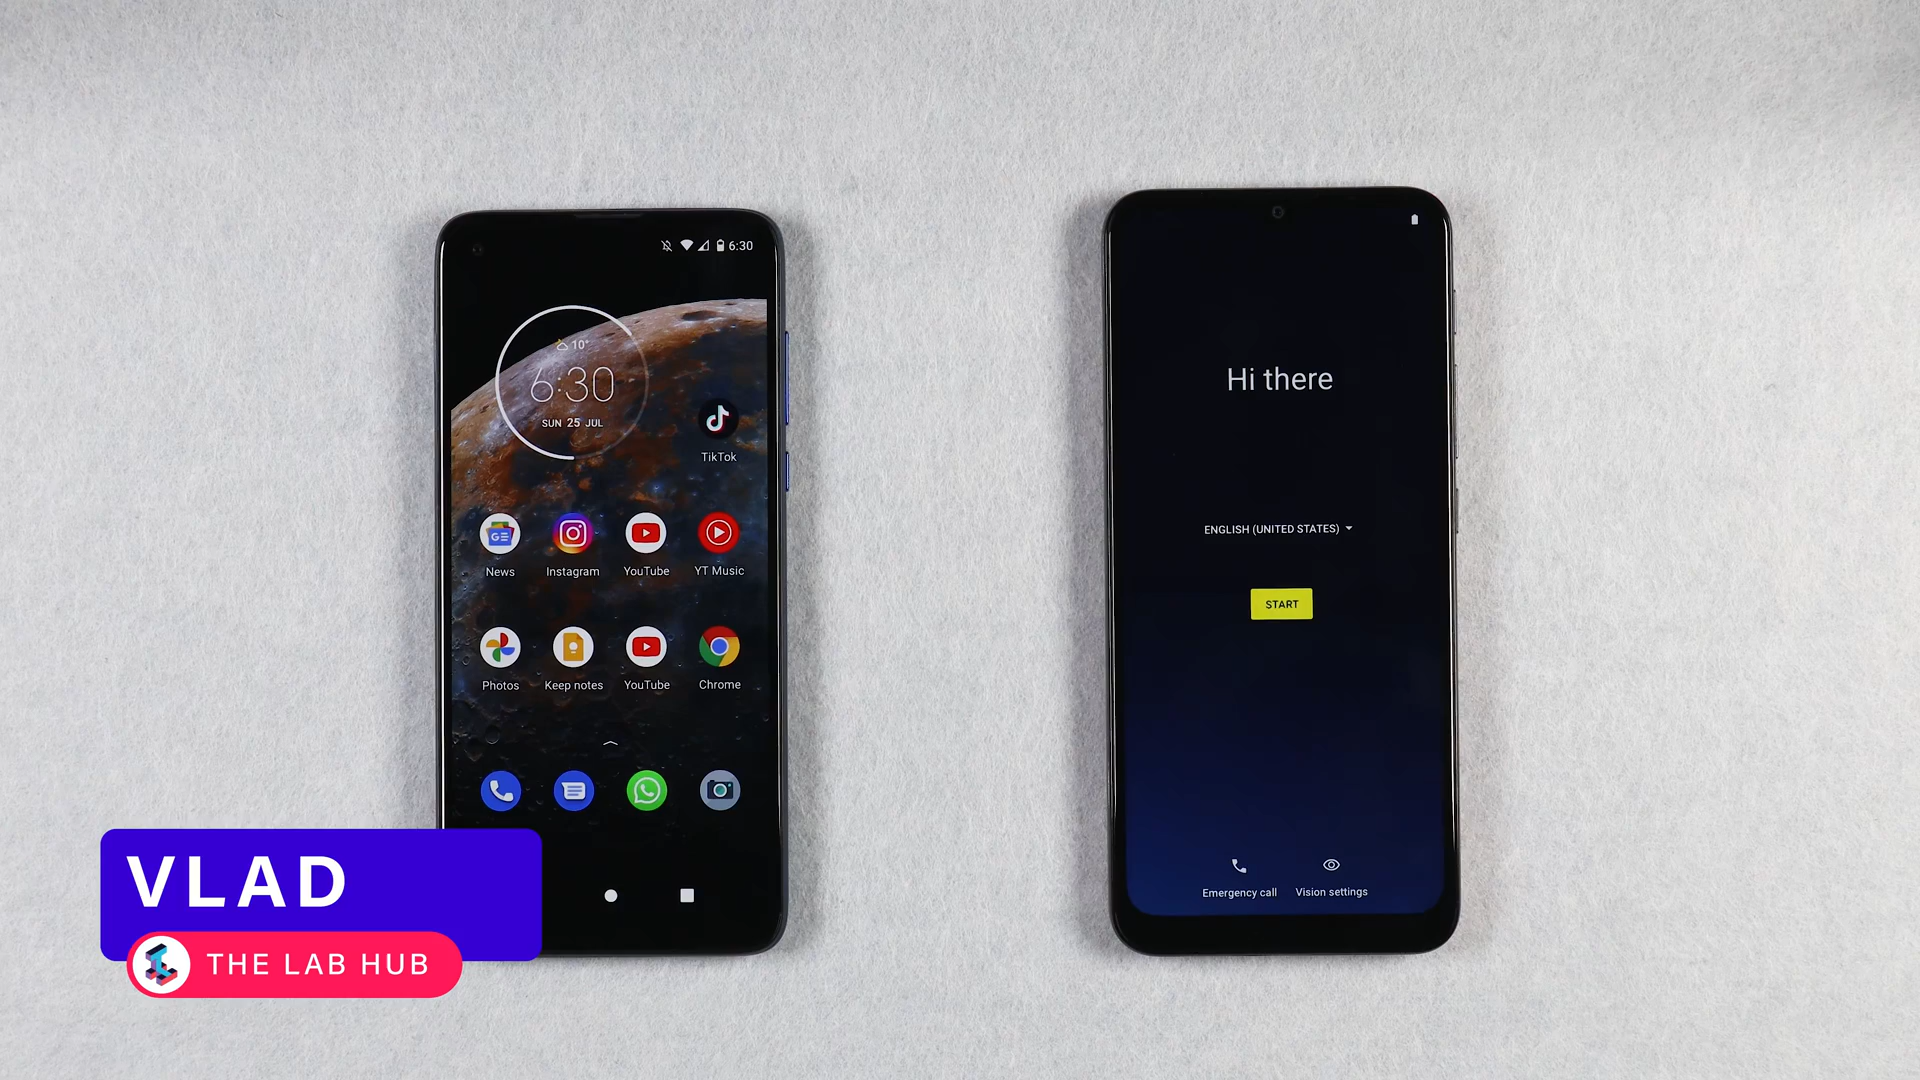 6:30
10°
6:30
SUN 25 JUL
TikTok
GE
News
Instagram
YouTube
YT Music
Photos
Keep notes
YouTube
Chrome
Hi there
ENGLISH (UNITED STATES)
START
Emergency call
Vision settings
VLAD
THE LAB HUB